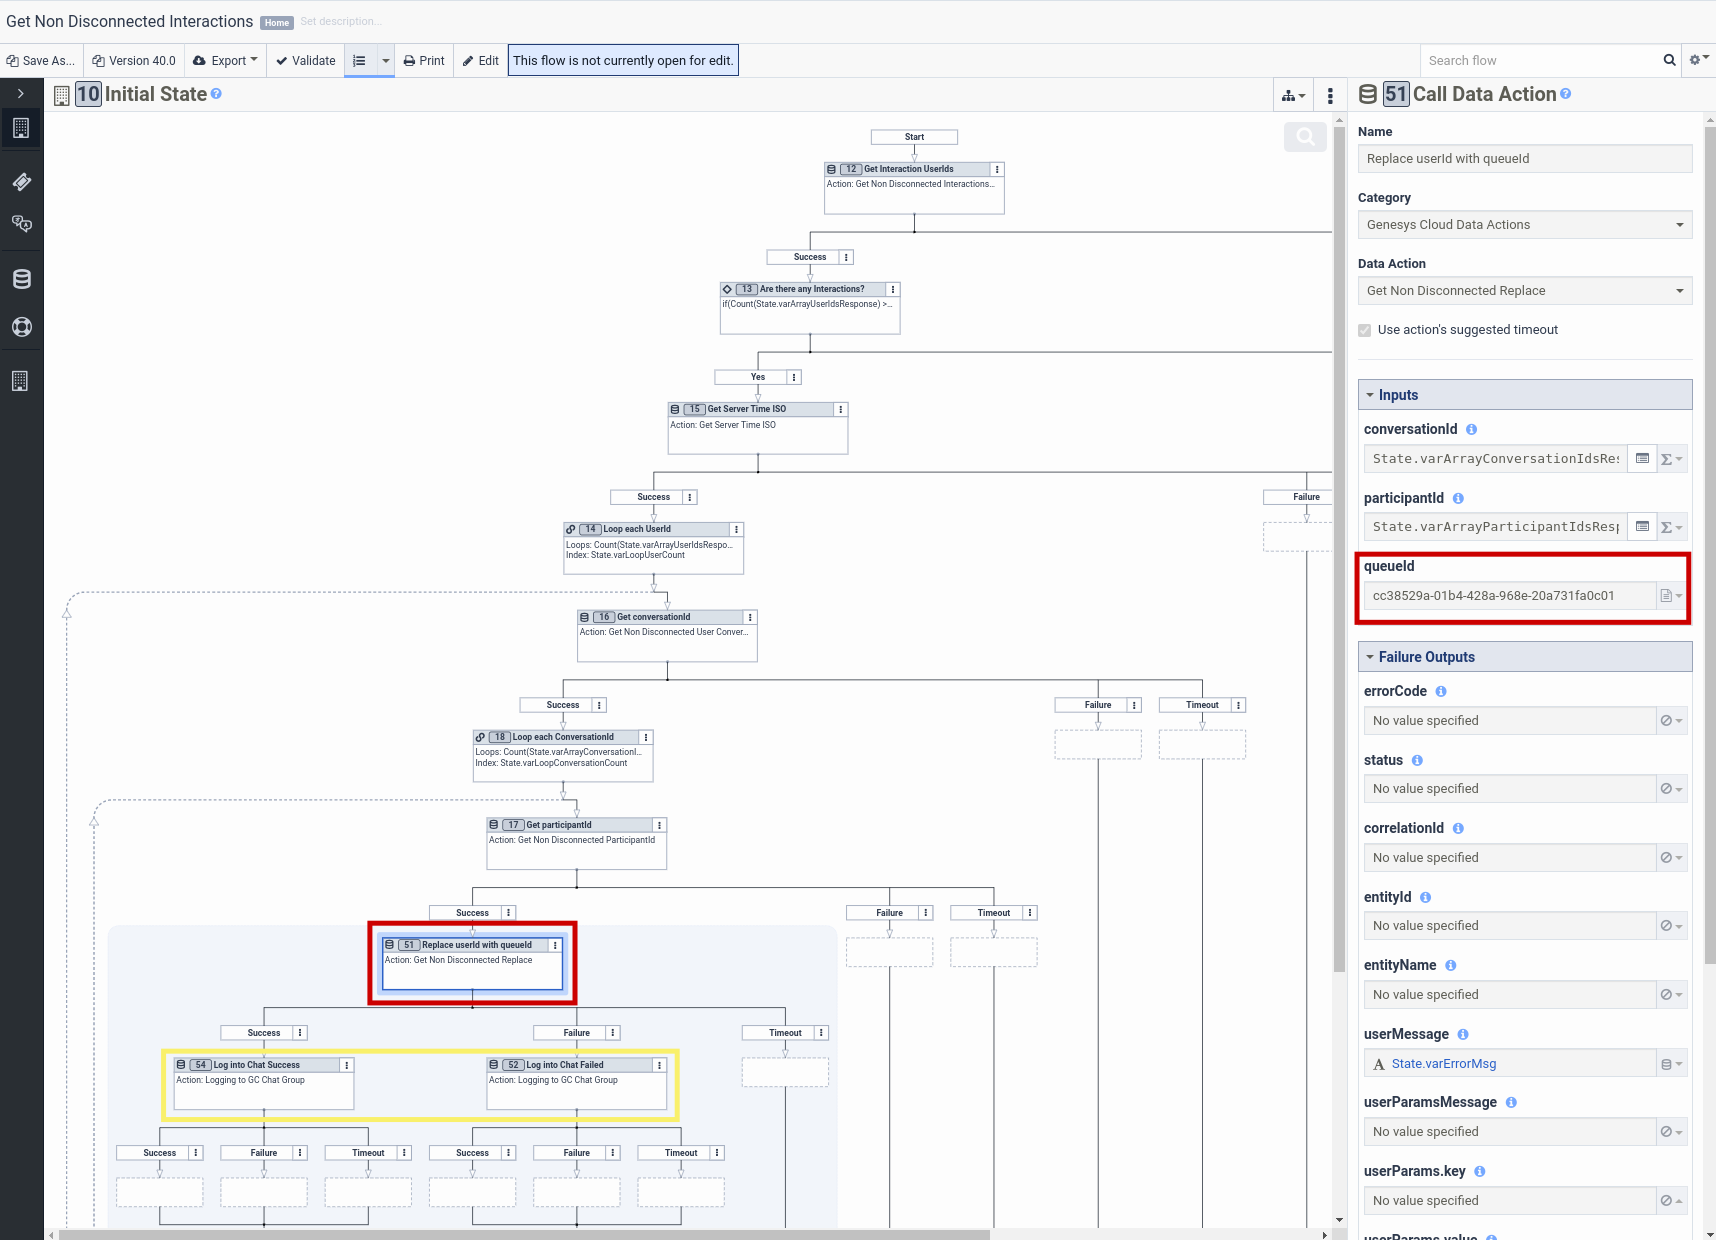 Get Non Disconnected Interactions Home Set description...
Save As... Version 40.0 Export Validate Print Edit This flow is not currently open for edit. Search flow
10 Initial State
Start
12 Get Interaction UserIds
Action: Get Non Disconnected Interactions...
Success
13 Are there any Interactions?
if(Count(State.varArrayUserIdsResponse) >...
Yes
15 Get Server Time ISO
Action: Get Server Time ISO
Success Failure
14 Loop each UserId
Loops: Count(State.varArrayUserIdsRespo...
Index: State.varLoopUserCount
16 Get conversationId
Action: Get Non Disconnected User Conver...
Success Failure Timeout
18 Loop each ConversationId
Loops: Count(State.varArrayConversationI...
Index: State.varLoopConversationCount
17 Get participantId
Action: Get Non Disconnected ParticipantId
Success Failure Timeout
51 Replace userId with queueId
Action: Get Non Disconnected Replace
Success Failure Timeout
54 Log into Chat Success 52 Log into Chat Failed
Action: Logging to GC Chat Group Action: Logging to GC Chat Group
Success Failure Timeout Success Failure Timeout
51 Call Data Action
Name
Replace userId with queueId
Category
Genesys Cloud Data Actions
Data Action
Get Non Disconnected Replace
Use action's suggested timeout
Inputs
conversationId
State.varArrayConversationIdsRes
participantId
State.varArrayParticipantIdsResp
queueId
cc38529a-01b4-428a-968e-20a731fa0c01
Failure Outputs
errorCode
No value specified
status
No value specified
correlationId
No value specified
entityId
No value specified
entityName
No value specified
userMessage
A State.varErrorMsg
userParamsMessage
No value specified
userParams.key
No value specified
userParams.value